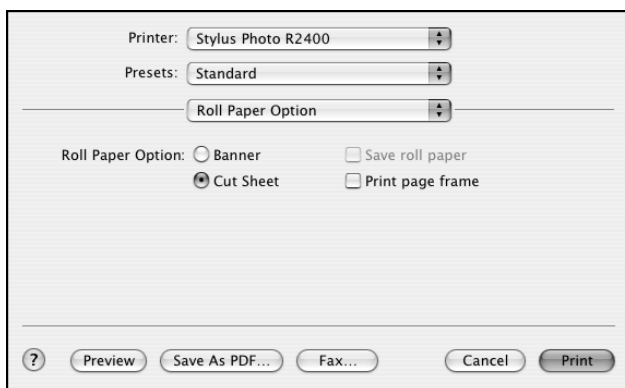 Printer: Stylus Photo R2400
Presets: Standard
Roll Paper Option
Roll Paper Option: Banner Save roll paper
Cut Sheet Print page frame
? Preview Save As PDF... Fax... Cancel Print